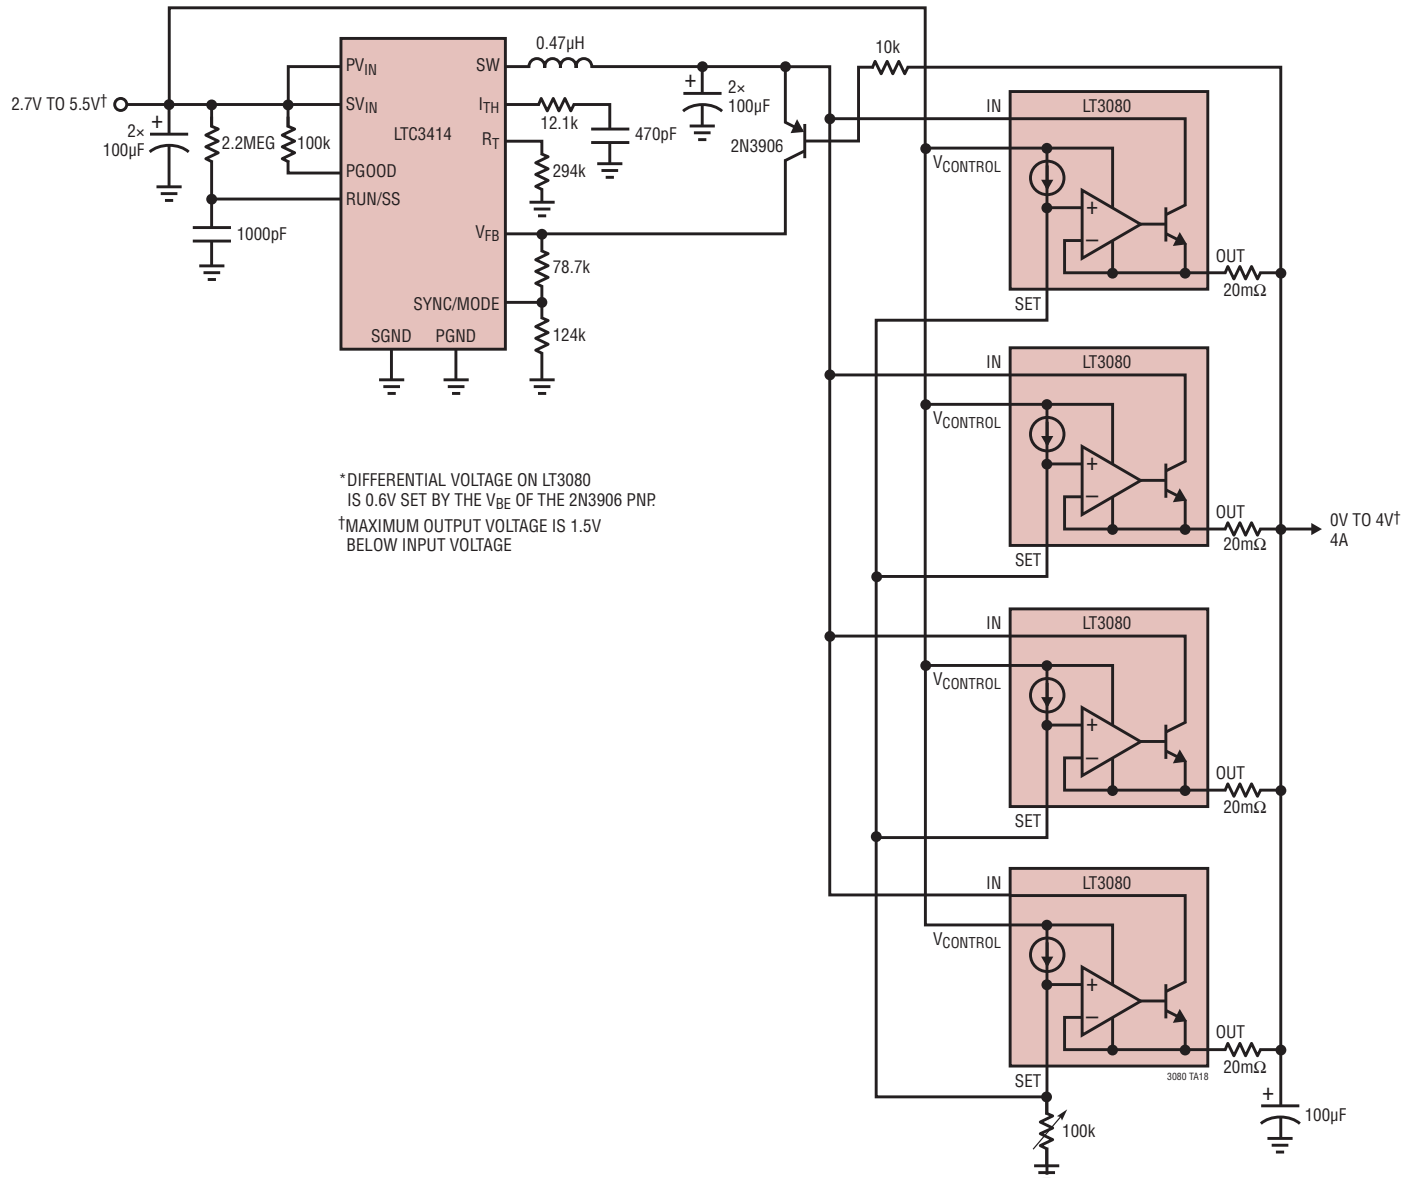 0.47µH
10k
PVIN
SW
2.7V TO 5.5V†
SVIN
ITH
+
2×
100µF
IN
LT3080
+
2×
100µF
2.2MEG
100k
LTC3414
12.1k
470pF
RT
2N3906
VCONTROL
PGOOD
294k
RUN/SS
+
–
1000pF
VFB
OUT
20mΩ
78.7k
SYNC/MODE
SET
SGND
PGND
124k
IN
LT3080
VCONTROL
+
–
*DIFFERENTIAL VOLTAGE ON LT3080
IS 0.6V SET BY THE VBE OF THE 2N3906 PNP.
†MAXIMUM OUTPUT VOLTAGE IS 1.5V
BELOW INPUT VOLTAGE
OUT
20mΩ
0V TO 4V†
4A
SET
IN
LT3080
VCONTROL
+
–
OUT
20mΩ
SET
IN
LT3080
VCONTROL
+
–
OUT
20mΩ
SET
3080 TA18
+
100µF
100k